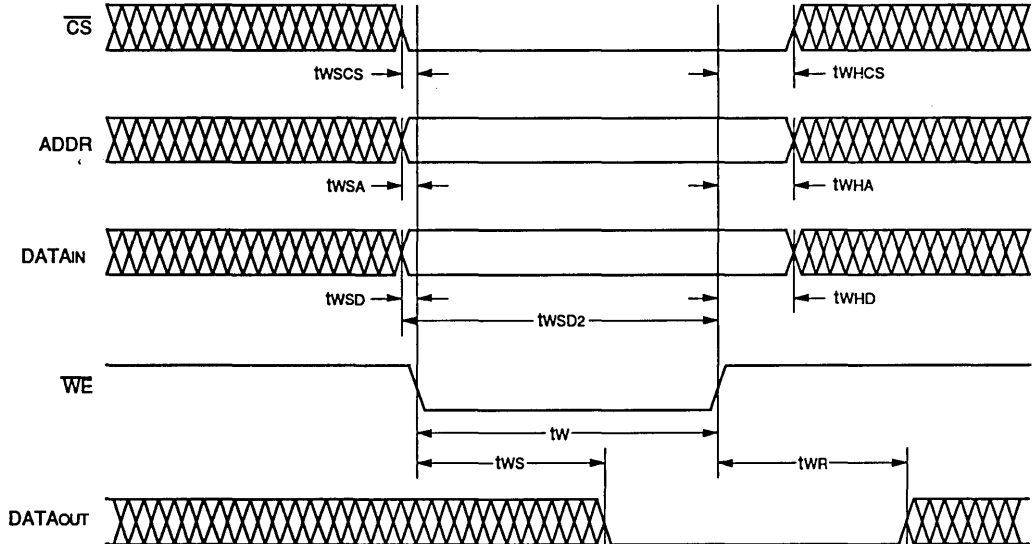 CS
tWSCS
tWHCS
ADDR
tWSA
tWHA
DATAIN
tWSD
tWHD
tWSD2
WE
tW
tWS
tWR
DATAOUT